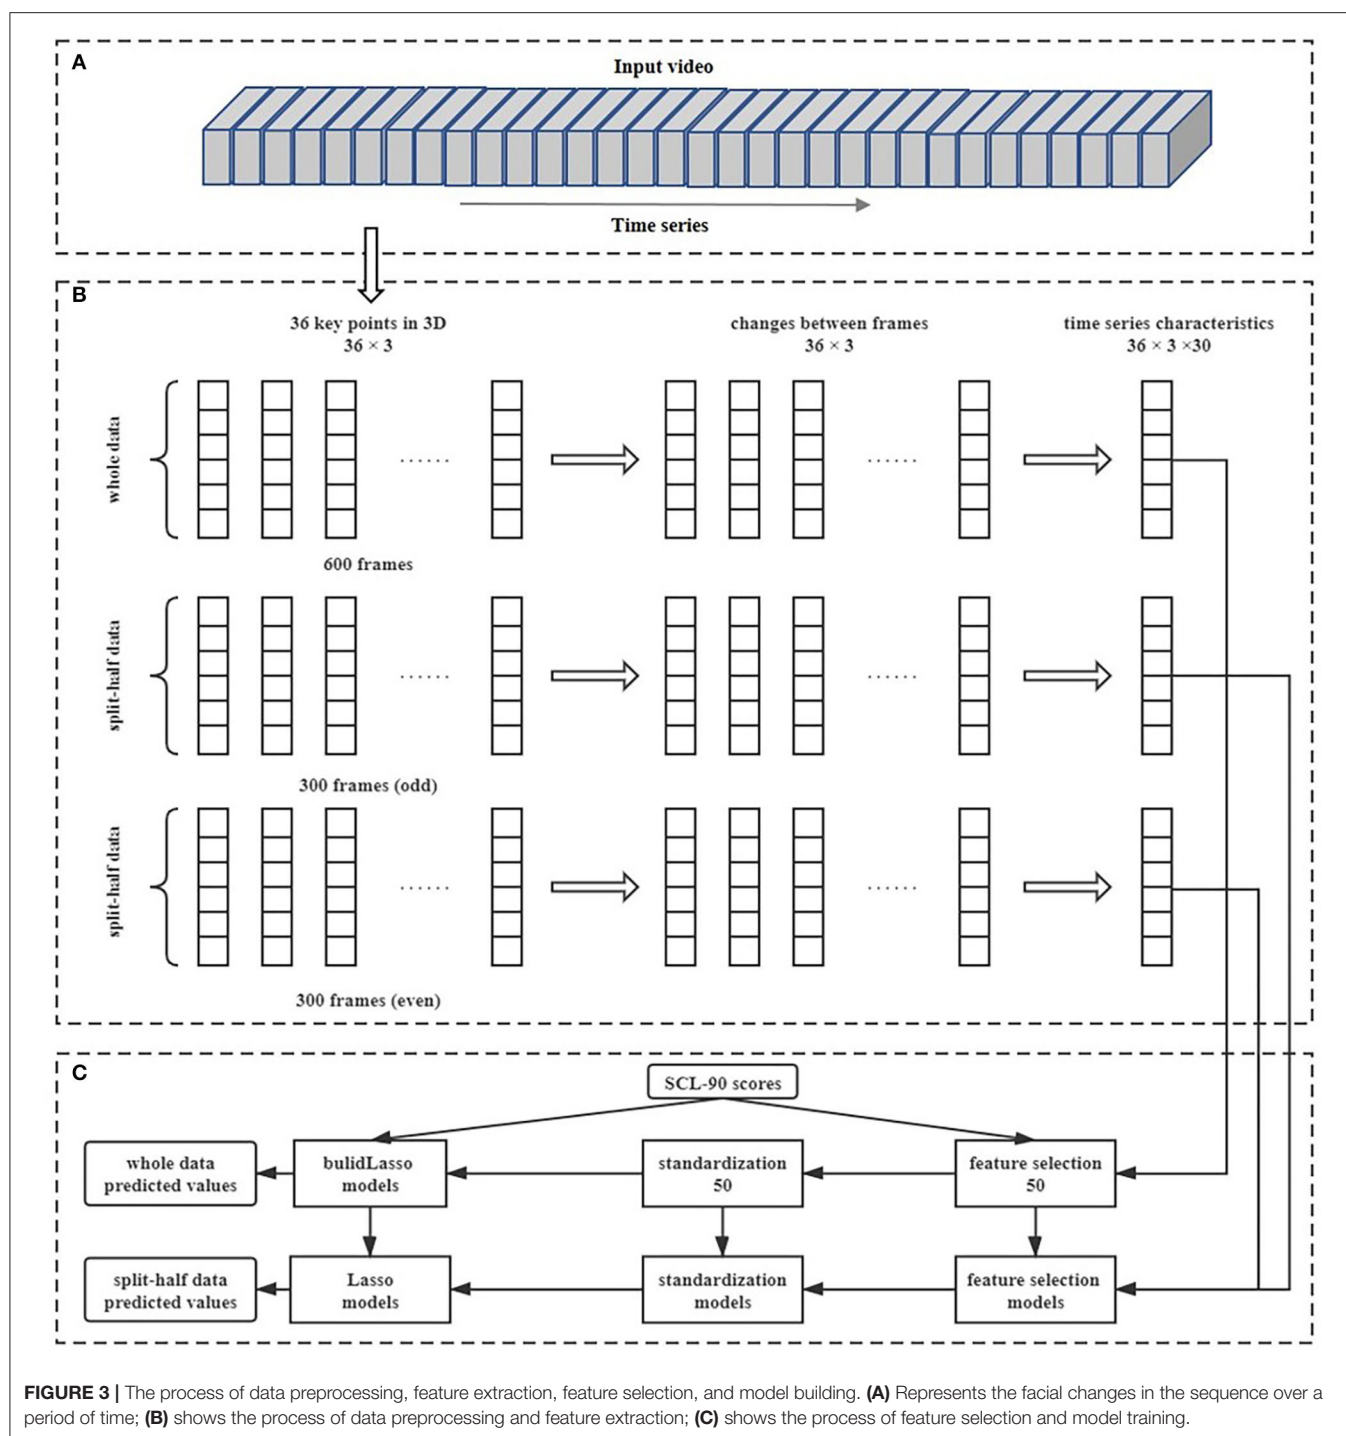 A
Input video
Time series
B
36 key points in 3D
36 × 3
changes between frames
36 × 3
time series characteristics
36 × 3 ×30
whole data
......
......
600 frames
split-half data
......
......
300 frames (odd)
split-half data
......
......
300 frames (even)
C
SCL-90 scores
whole data
predicted values
bulidLasso
models
standardization
50
feature selection
50
split-half data
predicted values
Lasso
models
standardization
models
feature selection
models
FIGURE 3 | The process of data preprocessing, feature extraction, feature selection, and model building. (A) Represents the facial changes in the sequence over a
period of time; (B) shows the process of data preprocessing and feature extraction; (C) shows the process of feature selection and model training.